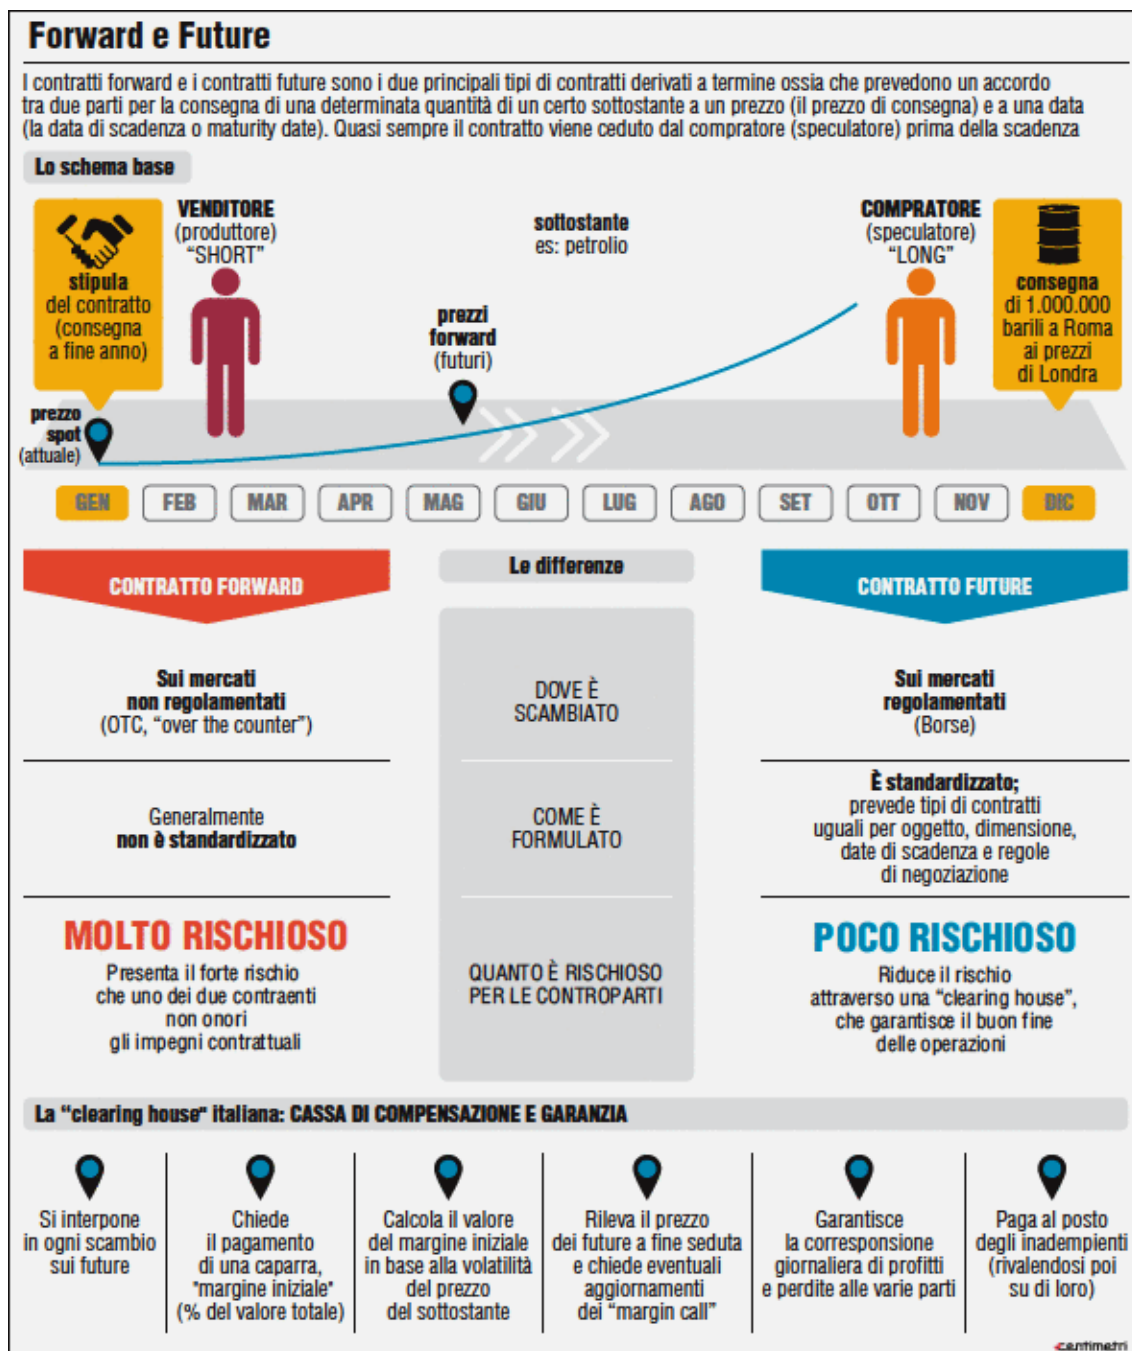 Forward e Future
I contratti forward e i contratti future sono i due principali tipi di contratti derivati a termine ossia che prevedono un accordo
tra due parti per la consegna di una determinata quantità di un certo sottostante a un prezzo (il prezzo di consegna) e a una data
(la data di scadenza o maturity date). Quasi sempre il contratto viene ceduto dal compratore (speculatore) prima della scadenza
Lo schema base
stipula
del contratto
(consegna
a fine anno)
VENDITORE
(produttore)
“SHORT”
sottostante
es: petrolio
COMPRATORE
(speculatore)
“LONG”
consegna
di 1.000.000
barili a Roma
ai prezzi
di Londra
prezzi
forward
(futuri)
prezzo
spot
(attuale)
GEN
FEB
MAR
APR
MAG
GIU
LUG
AGO
SET
OTT
NOV
DIC
CONTRATTO FORWARD
Le differenze
CONTRATTO FUTURE
Sui mercati
non regolamentati
(OTC, “over the counter”)
DOVE È
SCAMBIATO
Sui mercati
regolamentati
(Borse)
Generalmente
non è standardizzato
COME È
FORMULATO
È standardizzato;
prevede tipi di contratti
uguali per oggetto, dimensione,
date di scadenza e regole
di negoziazione
MOLTO RISCHIOSO
Presenta il forte rischio
che uno dei due contraenti
non onori
gli impegni contrattuali
QUANTO È RISCHIOSO
PER LE CONTROPARTI
POCO RISCHIOSO
Riduce il rischio
attraverso una “clearing house”,
che garantisce il buon fine
delle operazioni
La “clearing house" italiana: CASSA DI COMPENSAZIONE E GARANZIA
Si interpone
in ogni scambio
sui future
Chiede
il pagamento
di una caparra,
"margine iniziale"
(% del valore totale)
Calcola il valore
del margine iniziale
in base alla volatilità
del prezzo
del sottostante
Rileva il prezzo
dei future a fine seduta
e chiede eventuali
aggiornamenti
dei “margin call”
Garantisce
la corresponsione
giornaliera di profitti
e perdite alle varie parti
Paga al posto
degli inadempienti
(rivalendosi poi
su di loro)
centimetri